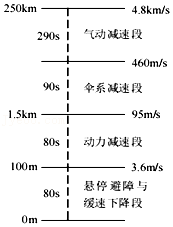 250km 4.8km/s
290s 气动减速段
460m/s
90s 伞系减速段
1.5km 95m/s
80s 动力减速段
100m 3.6m/s
80s 悬停避障与
缓速下降段
0m